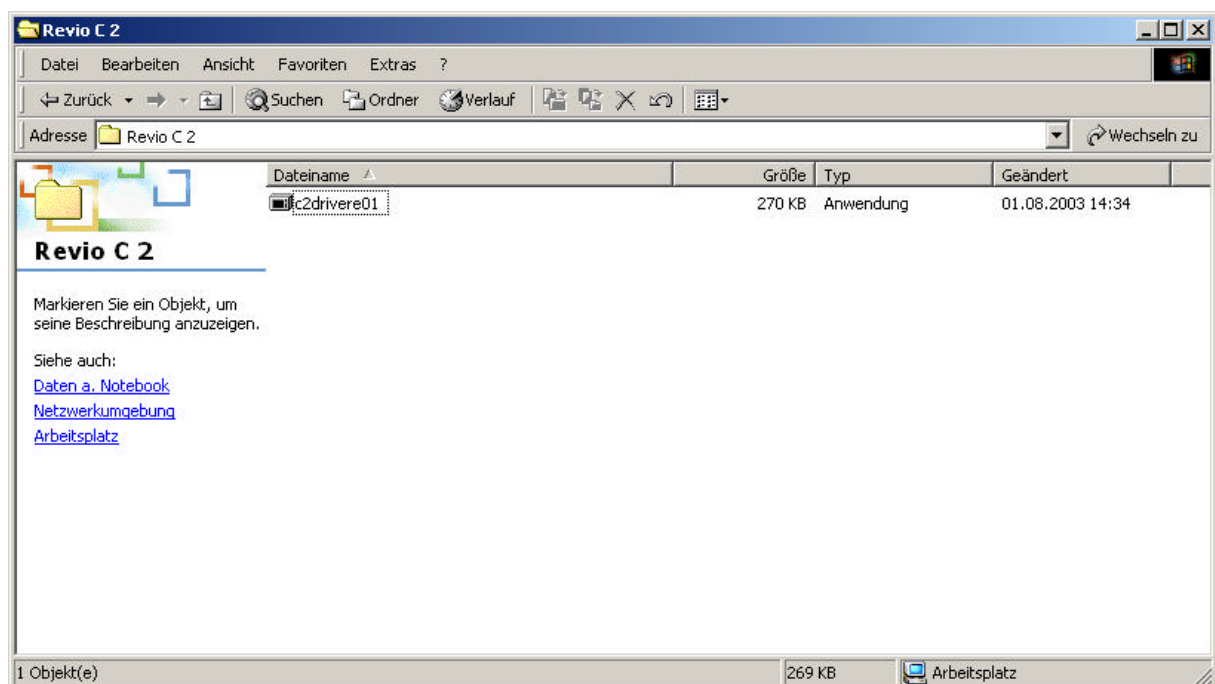 Revio C 2
Datei Bearbeiten Ansicht Favoriten Extras ?
Zurück Suchen Ordner Verlauf
Adresse Revio C 2 Wechseln zu
Dateiname Größe Typ Geändert
c2drivere01 270 KB Anwendung 01.08.2003 14:34
Revio C 2
Markieren Sie ein Objekt, um
seine Beschreibung anzuzeigen.
Siehe auch:
Daten a. Notebook
Netzwerkumgebung
Arbeitsplatz
1 Objekt(e) 269 KB Arbeitsplatz